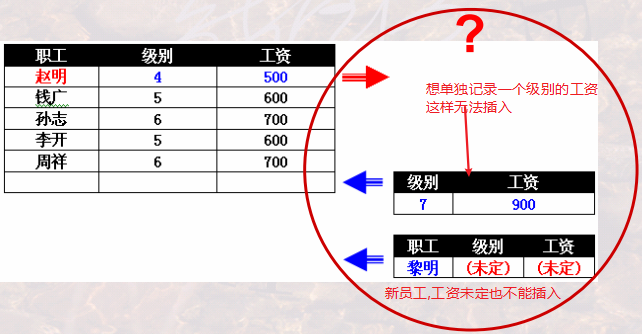 ?
职工 级别 工资
赵明 4 500
钱广 5 600
孙志 6 700
李开 5 600
周祥 6 700
想单独记录一个级别的工资
这样无法插入
级别 工资
7 900
职工 级别 工资
黎明 (未定) (未定)
新员工,工资未定也不能插入